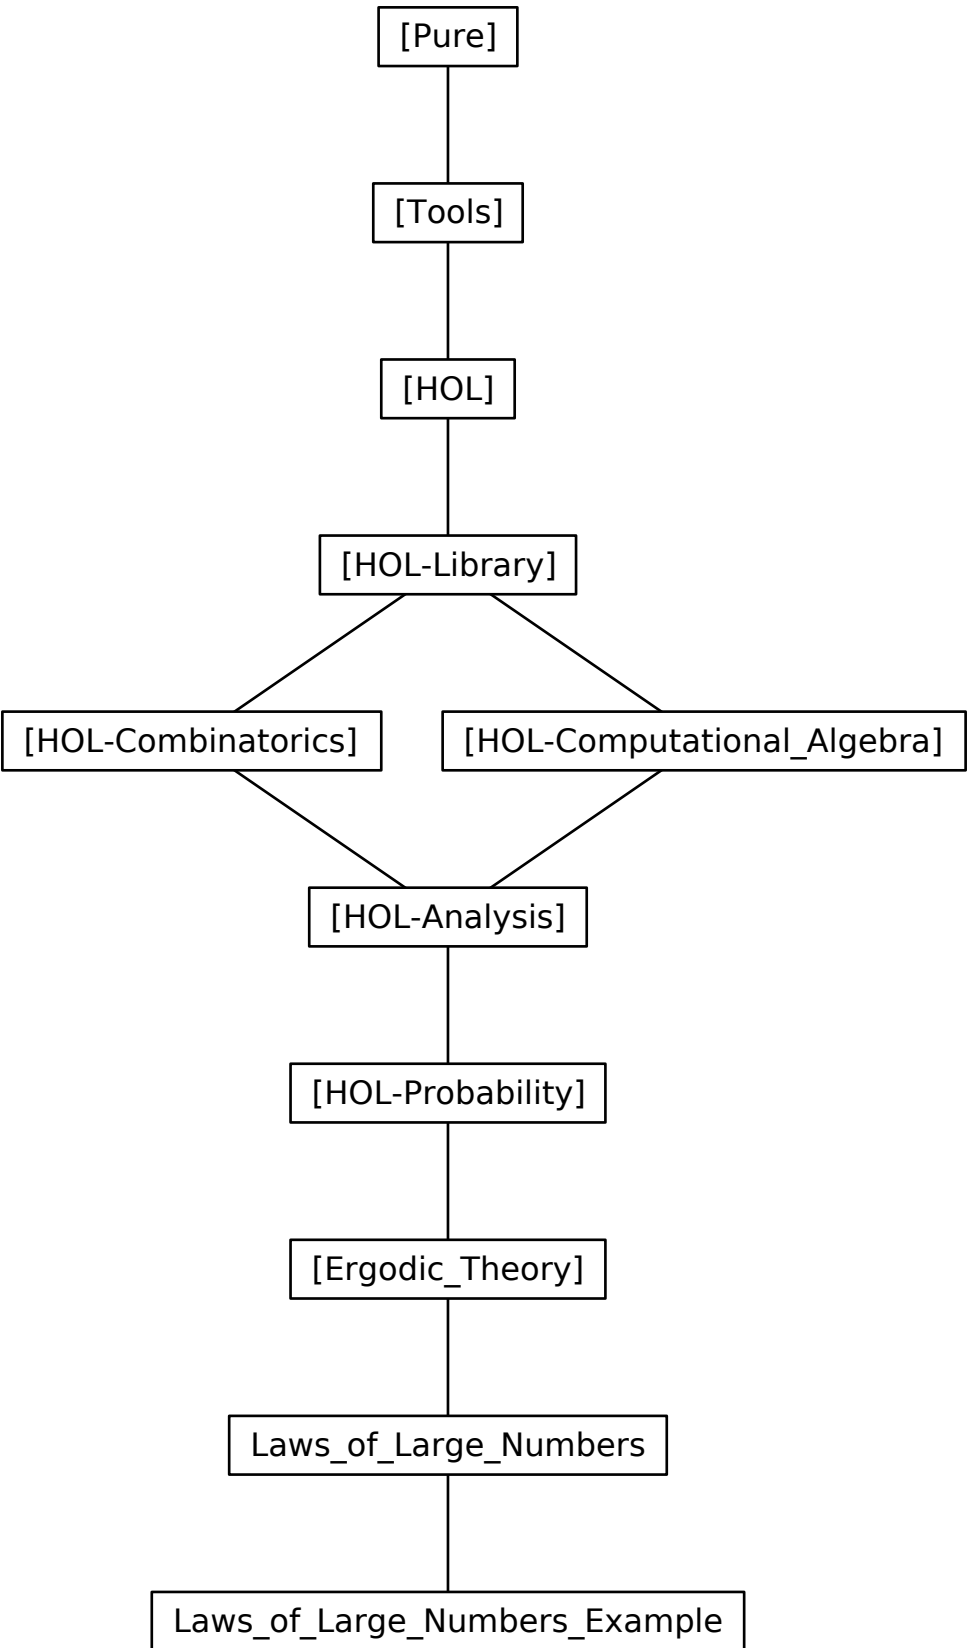 [Pure]
[Tools]
[HOL]
[HOL-Library]
[HOL-Combinatorics]
[HOL-Computational_Algebra]
[HOL-Analysis]
[HOL-Probability]
[Ergodic_Theory]
Laws_of_Large_Numbers
Laws_of_Large_Numbers_Example